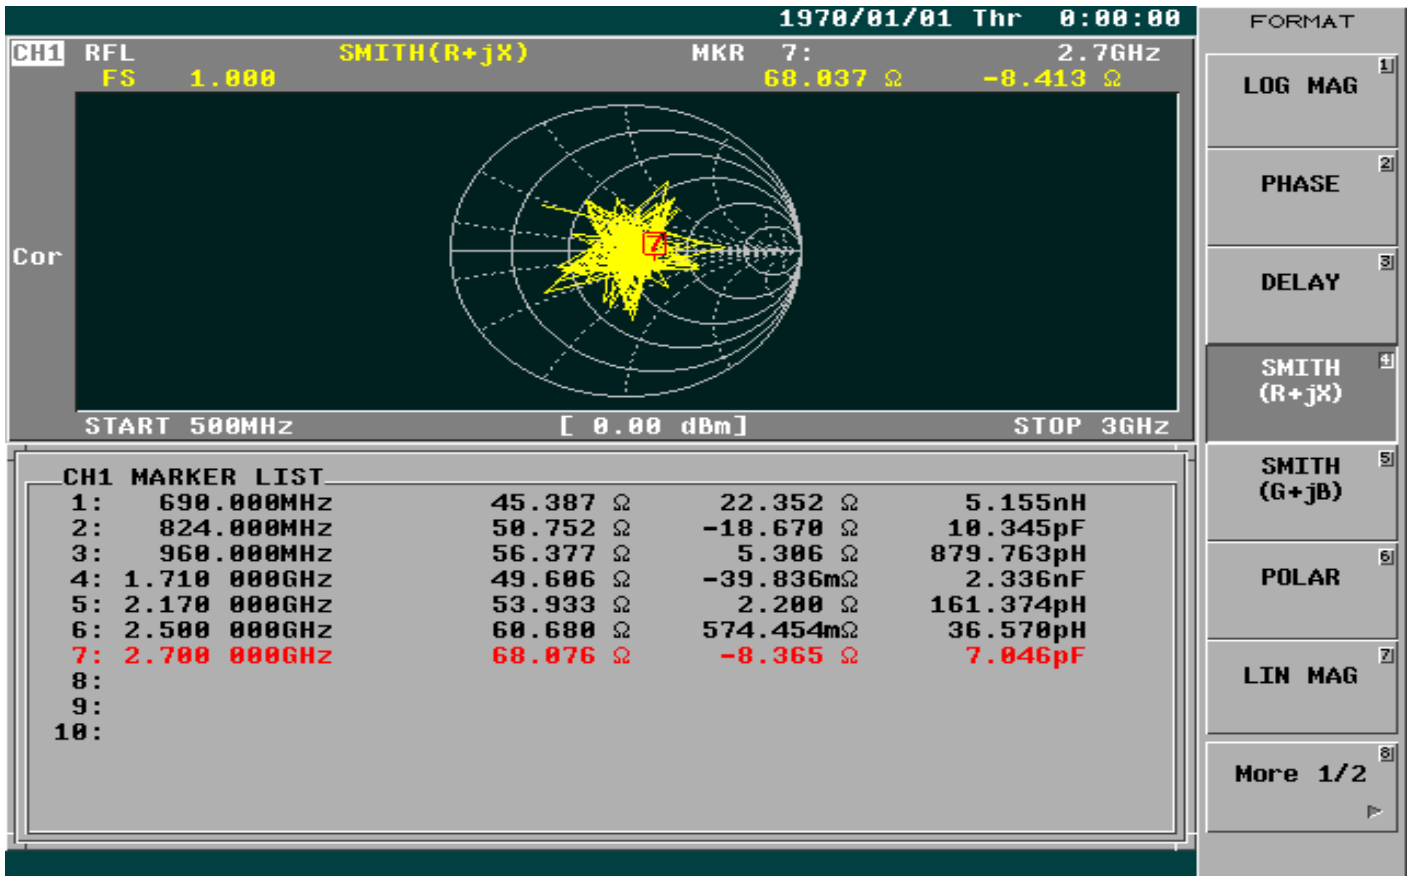 1970/01/01 Thr 0:00:00
CH1 RFL SMITH(R+jX) MKR 7: 2.7GHz
FS 1.000 68.037 Ω -8.413 Ω
7
Cor
START 500MHz [ 0.00 dBm] STOP 3GHz
CH1 MARKER LIST
1: 690.000MHz 45.387 Ω 22.352 Ω 5.155nH
2: 824.000MHz 50.752 Ω -18.670 Ω 10.345pF
3: 960.000MHz 56.377 Ω 5.306 Ω 879.763pH
4: 1.710 000GHz 49.606 Ω -39.836mΩ 2.336nF
5: 2.170 000GHz 53.933 Ω 2.200 Ω 161.374pH
6: 2.500 000GHz 60.680 Ω 574.454mΩ 36.570pH
7: 2.700 000GHz 68.076 Ω -8.365 Ω 7.046pF
8:
9:
10:
FORMAT
1
LOG MAG
2
PHASE
3
DELAY
4
SMITH
(R+jX)
5
SMITH
(G+jB)
6
POLAR
7
LIN MAG
8
More 1/2